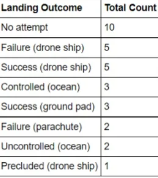 Landing Outcome Total Count
No attempt 10
Failure (drone ship) 5
Success (drone ship) 5
Controlled (ocean) 3
Success (ground pad) 3
Failure (parachute) 2
Uncontrolled (ocean) 2
Precluded (drone ship) 1